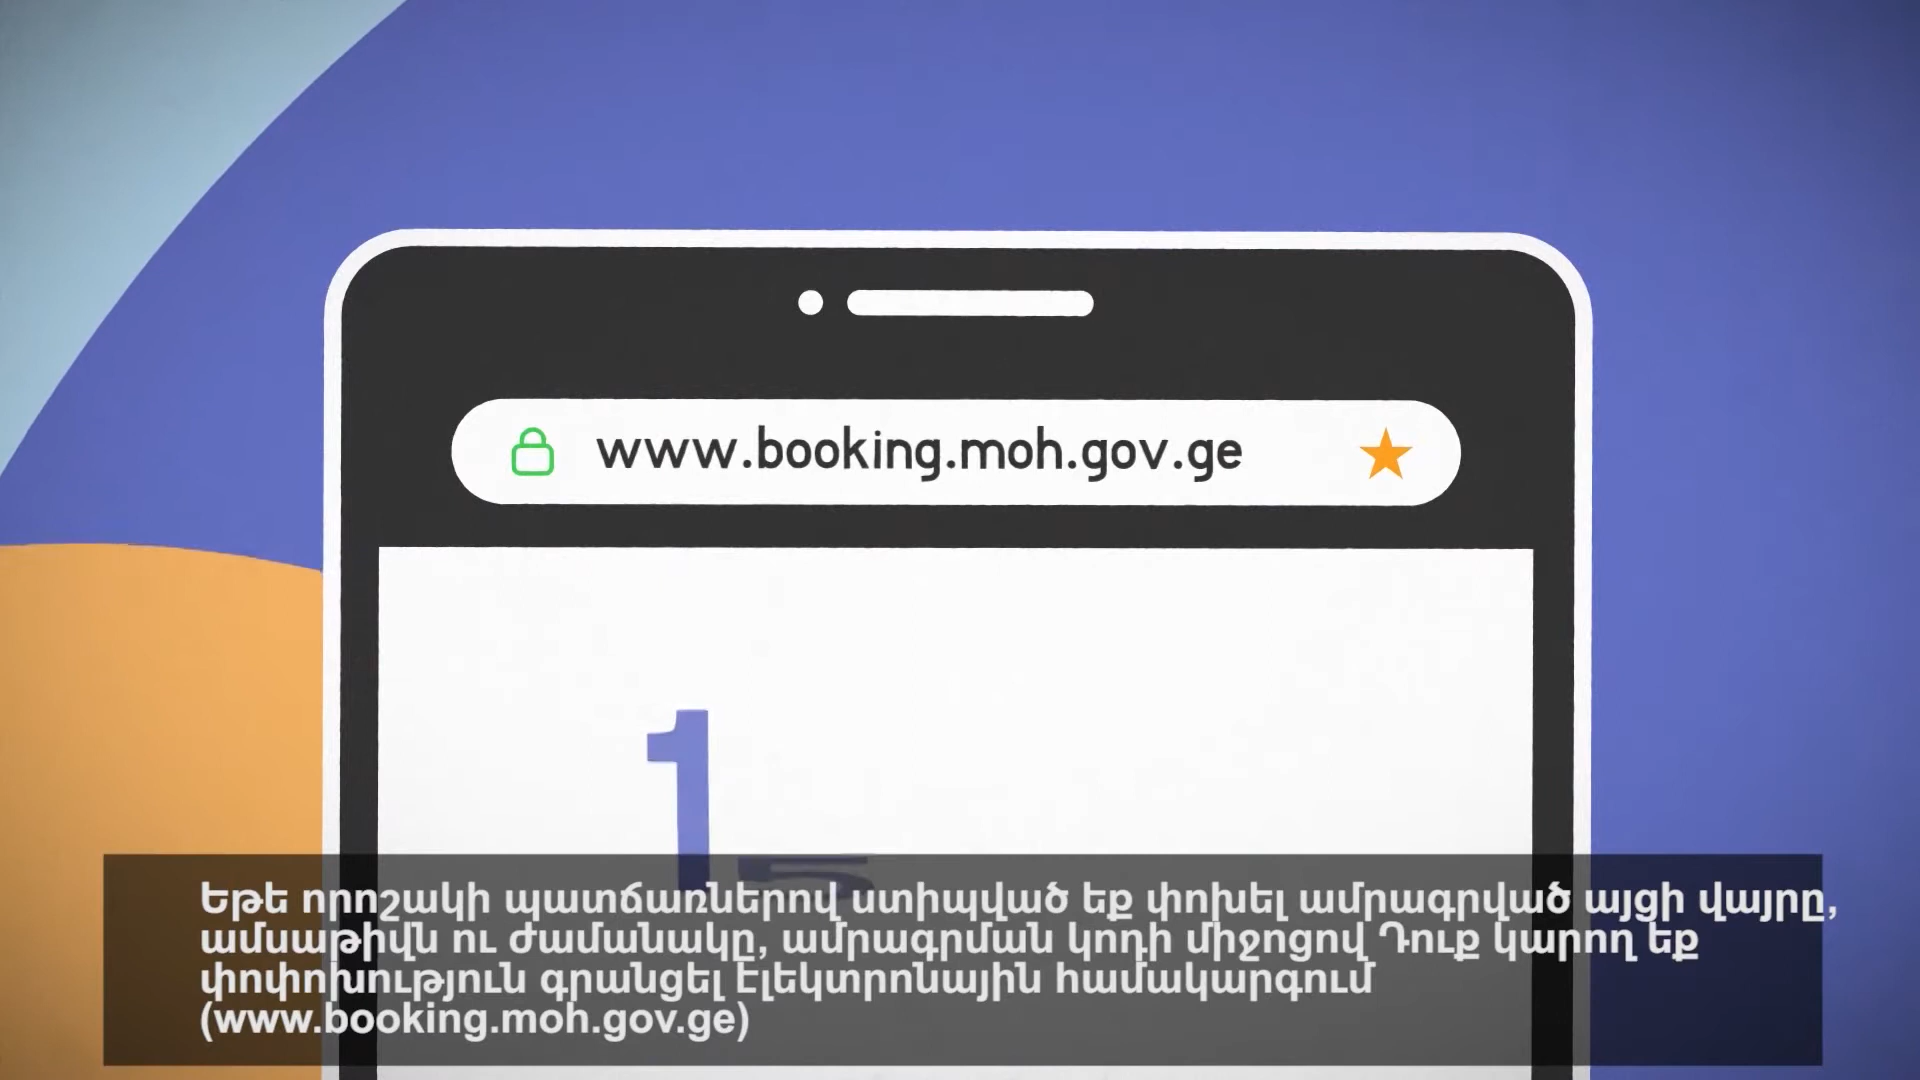 www.booking.moh.gov.ge
15
Եթե որոշակի պատճառներով ստիպված եք փոխել ամրագրված այցի վայրը,
ամսաթիվն ու ժամանակը, ամրագրման կոդի միջոցով Դուք կարող եք
փոփոխություն գրանցել էլեկտրոնային համակարգում
(www.booking.moh.gov.ge)